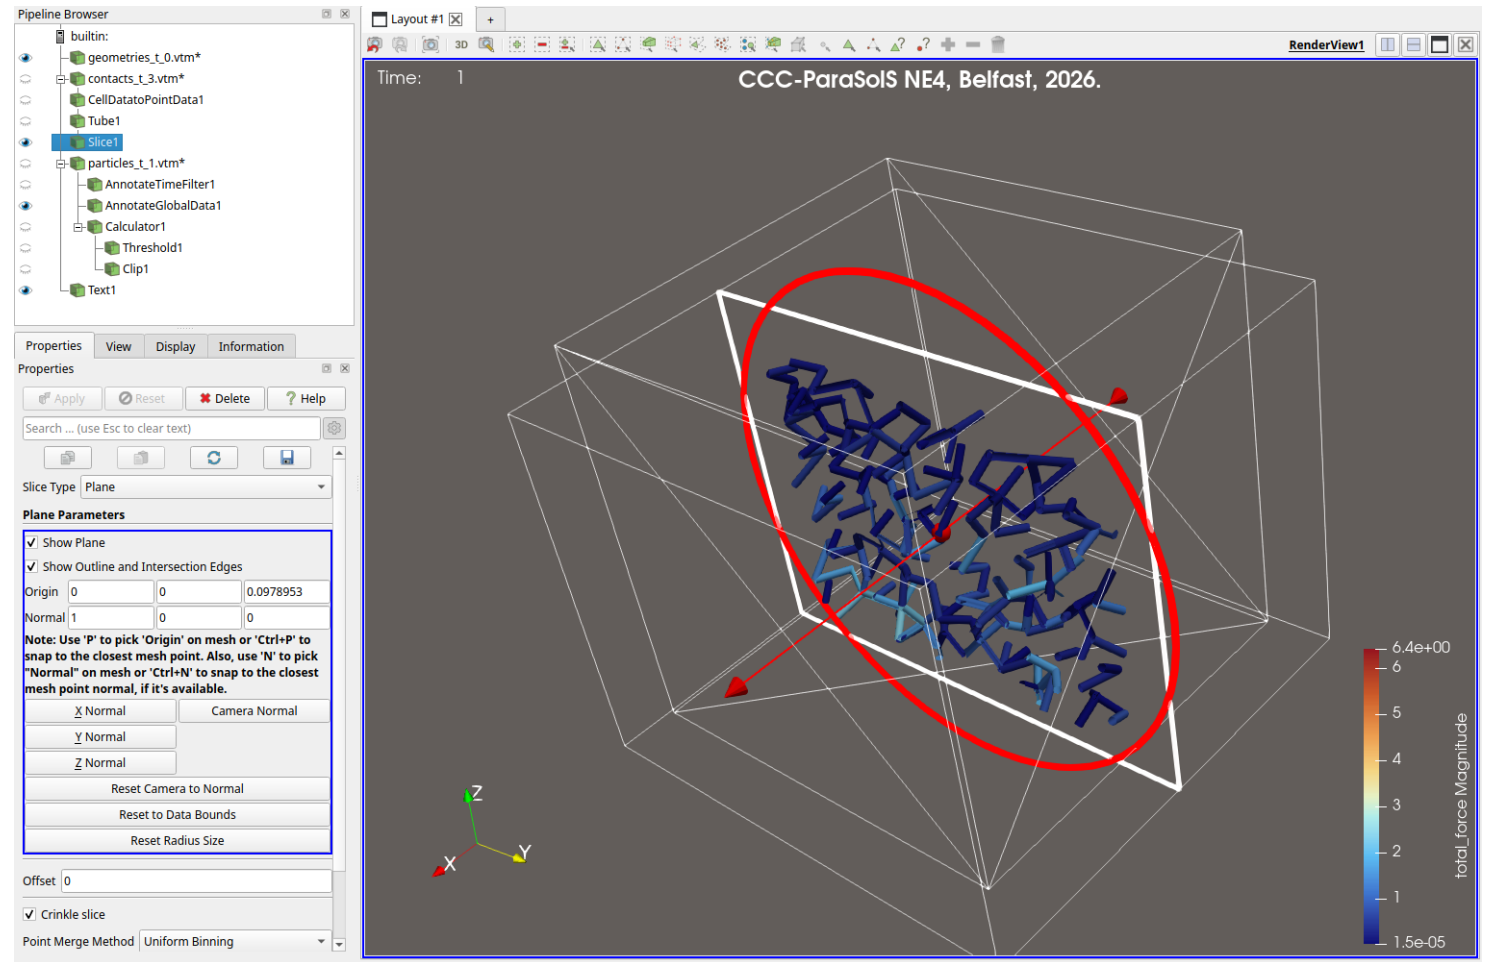 Pipeline Browser
builtin:
geometries_t_0.vtm*
contacts_t_3.vtm*
CellDatatoPointData1
Tube1
Slice1
particles_t_1.vtm*
AnnotateTimeFilter1
AnnotateGlobalData1
Calculator1
Threshold1
Clip1
Text1
Properties View Display Information
Properties
Apply Reset Delete ? Help
Search ... (use Esc to clear text)
Slice Type Plane
Plane Parameters
Show Plane
Show Outline and Intersection Edges
Origin 0 0 0.0978953
Normal 1 0 0
Note: Use 'P' to pick 'Origin' on mesh or 'Ctrl+P' to
snap to the closest mesh point. Also, use 'N' to pick
"Normal" on mesh or 'Ctrl+N' to snap to the closest
mesh point normal, if it's available.
X Normal Camera Normal
Y Normal
Z Normal
Reset Camera to Normal
Reset to Data Bounds
Reset Radius Size
Offset 0
Crinkle slice
Point Merge Method Uniform Binning
Layout #1 +
3D
RenderView1
Time: 1
CCC-ParaSolS NE4, Belfast, 2026.
Z
Y
X
6.4e+00
6
5
4
3
2
1
1.5e-05
total_force Magnitude